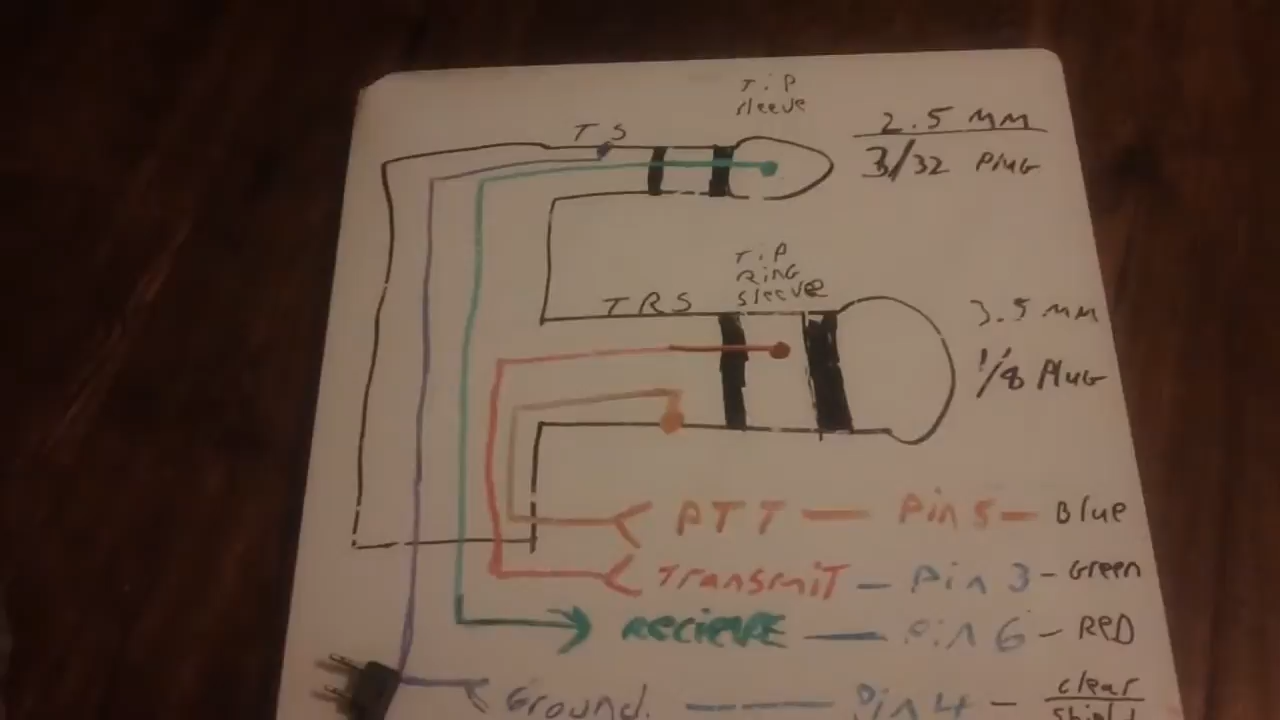 Tip
sleeve
TS
2.5 MM
3/32 Plug
Tip
Ring
sleeve
TRS
3.5 MM
1/8 Plug
PTT — Pin 5 — Blue
Transmit — Pin 3 - Green
Recieve — Pin 6 - RED
Ground. — — — Pin 4 - clear
shield